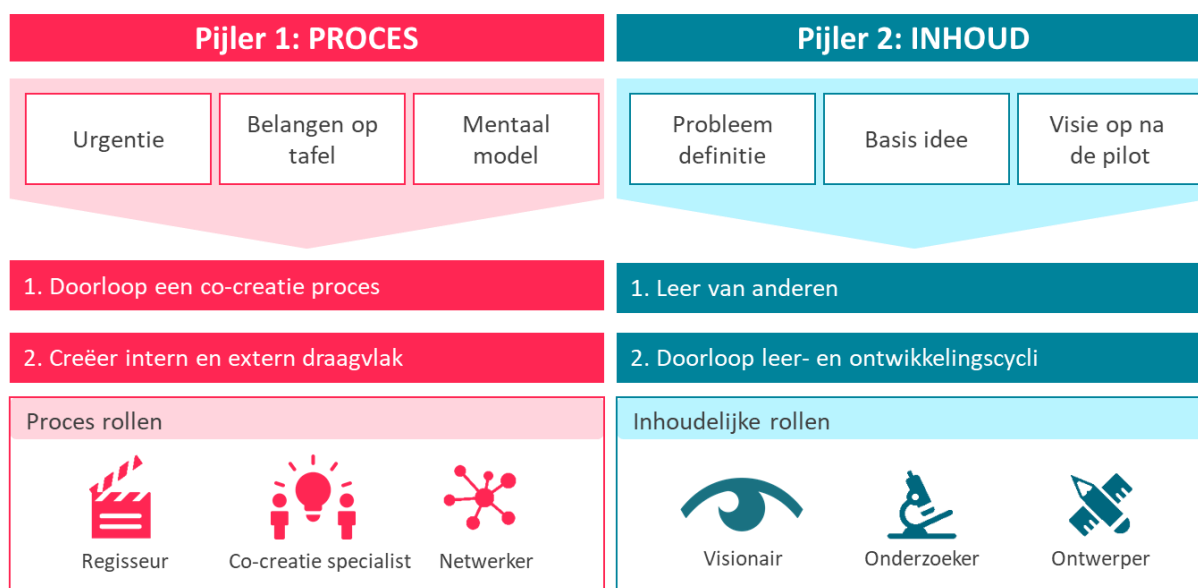 Pijler 1: PROCES
Urgentie
Belangen op
tafel
Mentaal
model
1. Doorloop een co-creatie proces
2. Creëer intern en extern draagvlak
Proces rollen
Regisseur
Co-creatie specialist
Netwerker
Pijler 2: INHOUD
Probleem
definitie
Basis idee
Visie op na
de pilot
1. Leer van anderen
2. Doorloop leer- en ontwikkelingscycli
Inhoudelijke rollen
Visionair
Onderzoeker
Ontwerper